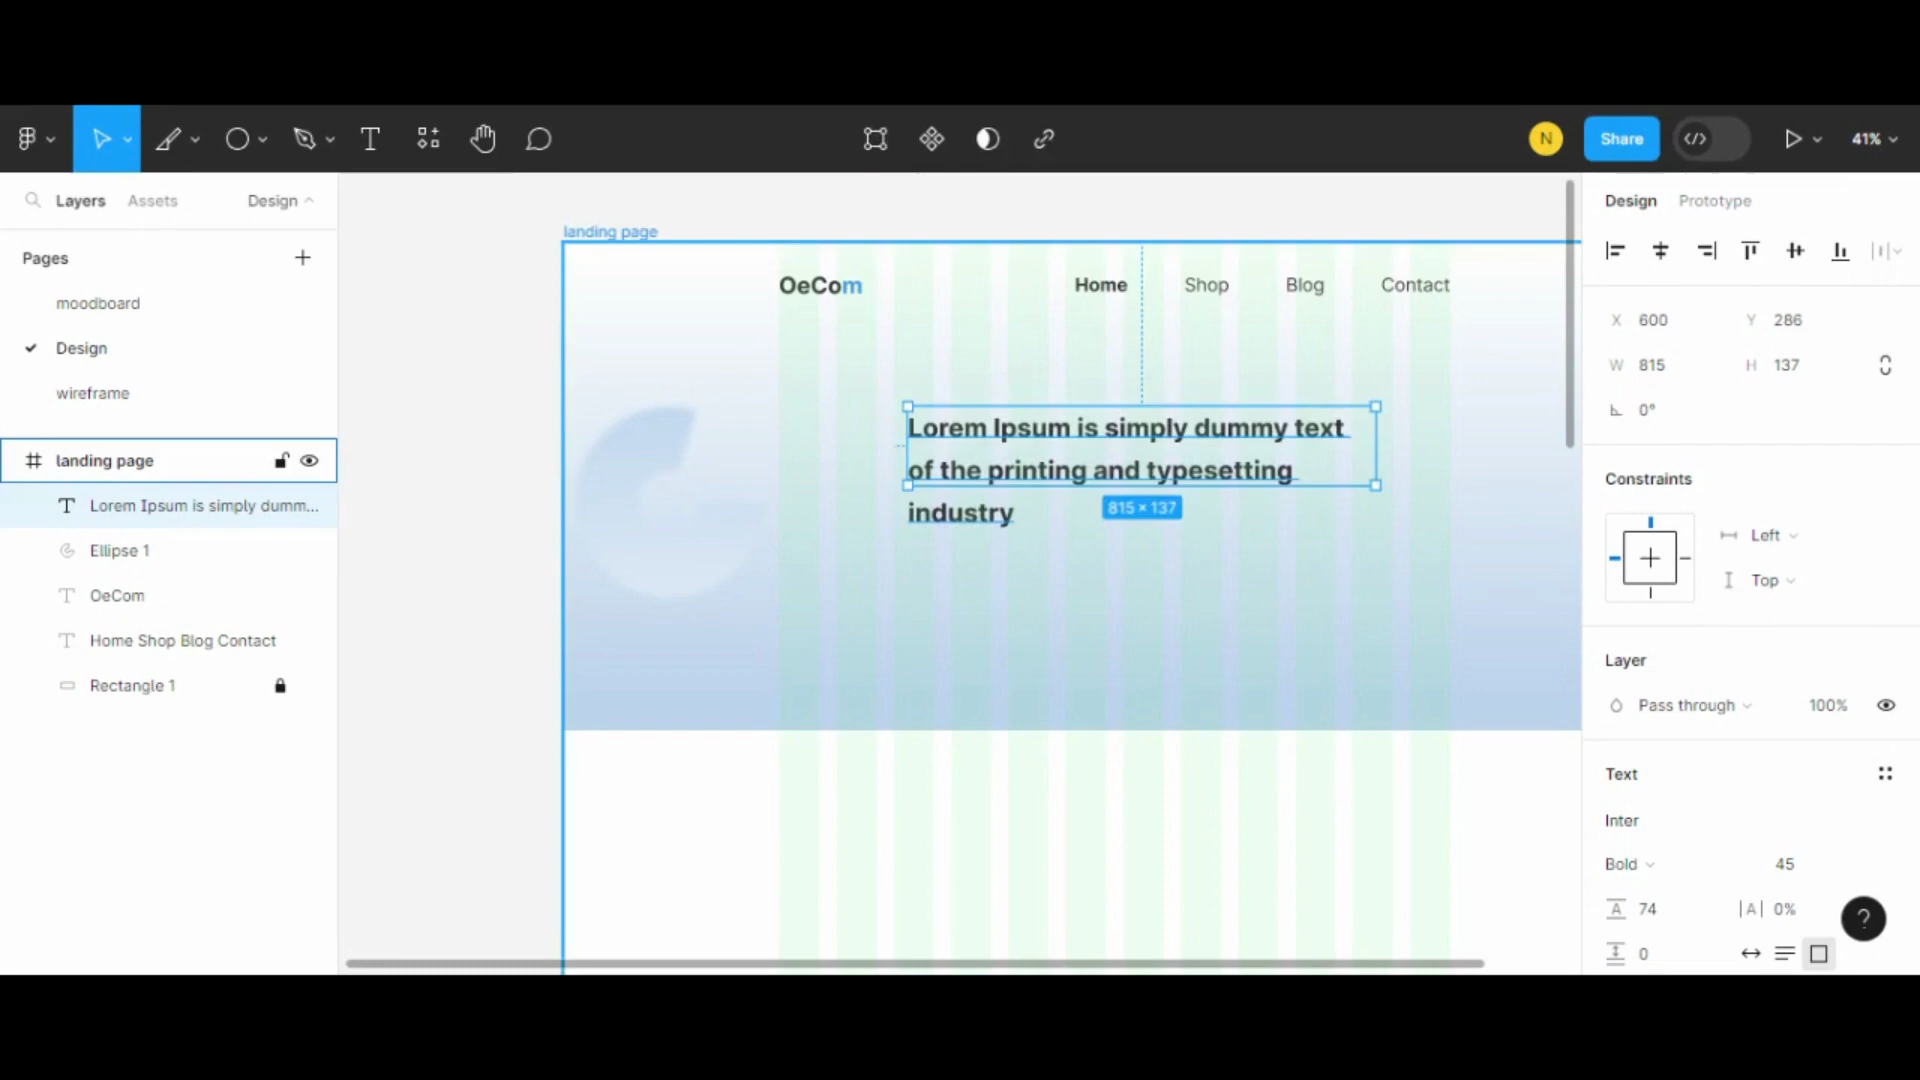 N
Share
41%
Layers
Assets
Design
Pages
moodboard
Design
wireframe
landing page
Lorem Ipsum is simply dumm...
Ellipse 1
OeCom
Home Shop Blog Contact
Rectangle 1
landing page
OeCom
Home
Shop
Blog
Contact
Lorem Ipsum is simply dummy text
of the printing and typesetting
industry
815 × 137
Design
Prototype
X 600
Y 286
W 815
H 137
0°
Constraints
Left
Top
Layer
Pass through
100%
Text
Inter
Bold
45
A 74
|A| 0%
0
?